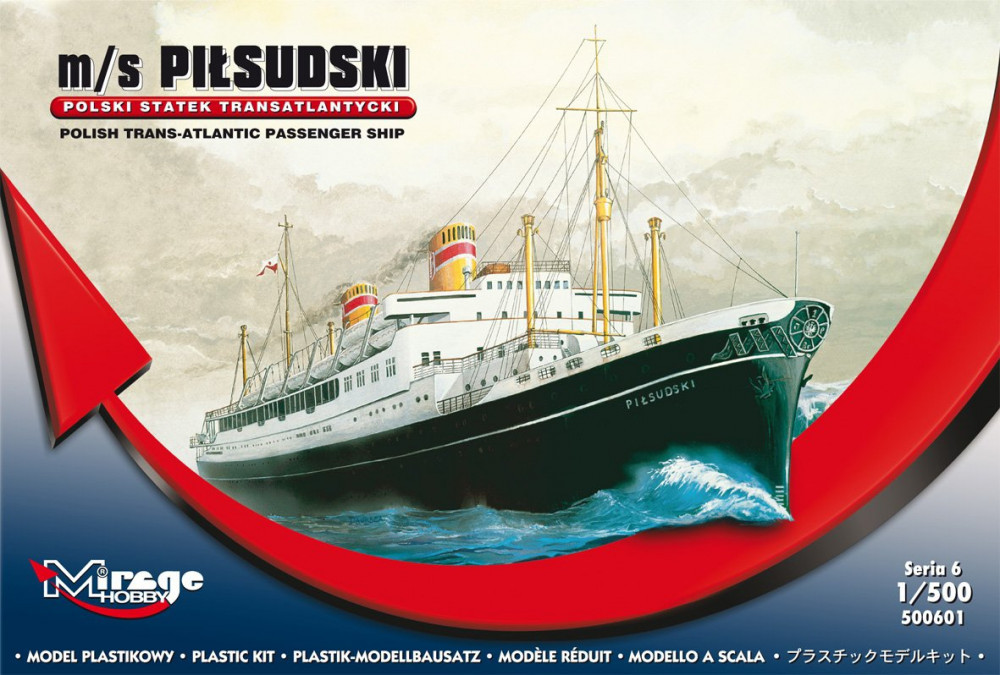 m/s PIŁSUDSKI
POLSKI STATEK TRANSATLANTYCKI
POLISH TRANS-ATLANTIC PASSENGER SHIP
PIŁSUDSKI
Mirage®
HOBBY
Seria 6
1/500
500601
• MODEL PLASTIKOWY • PLASTIC KIT • PLASTIK-MODELLBAUSATZ • MODÈLE RÉDUIT • MODELLO A SCALA • プラスチックモデルキット •